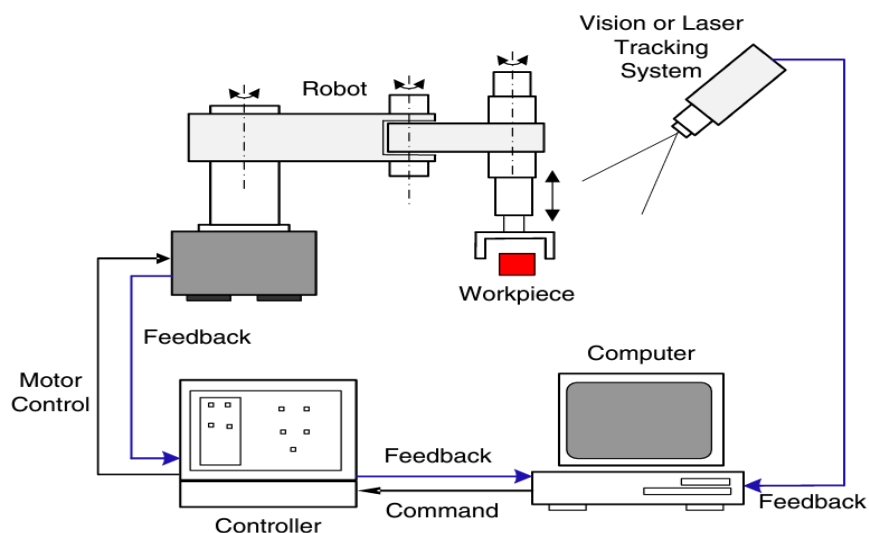 Vision or Laser
Tracking
System
Robot
Workpiece
Feedback
Computer
Motor
Control
Feedback
Command
Feedback
Controller